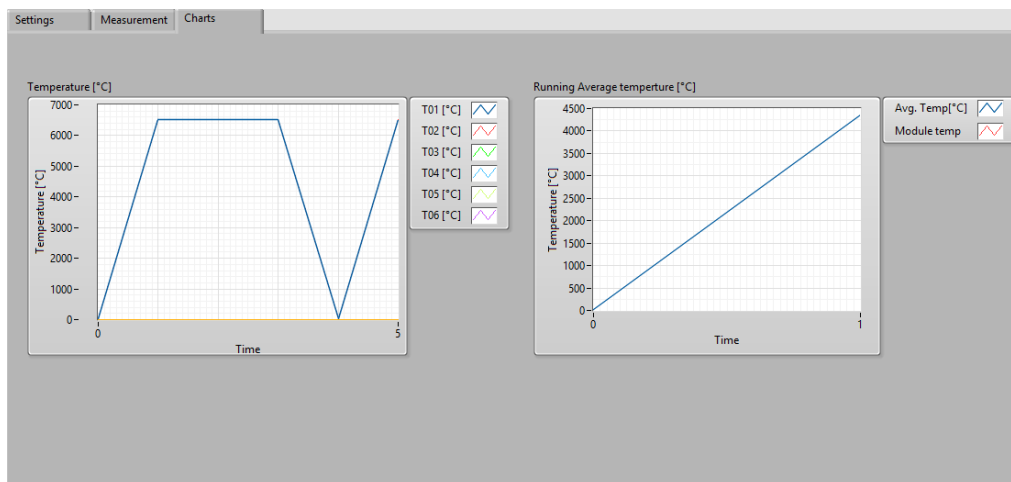 Settings
Measurement
Charts
Temperature [°C]
7000
6000
5000
4000
3000
2000
1000
0
Temperature [°C]
0
5
Time
T01 [°C]
T02 [°C]
T03 [°C]
T04 [°C]
T05 [°C]
T06 [°C]
Running Average temperture [°C]
4500
4000
3500
3000
2500
2000
1500
1000
500
0
Temperature [°C]
0
1
Time
Avg. Temp[°C]
Module temp